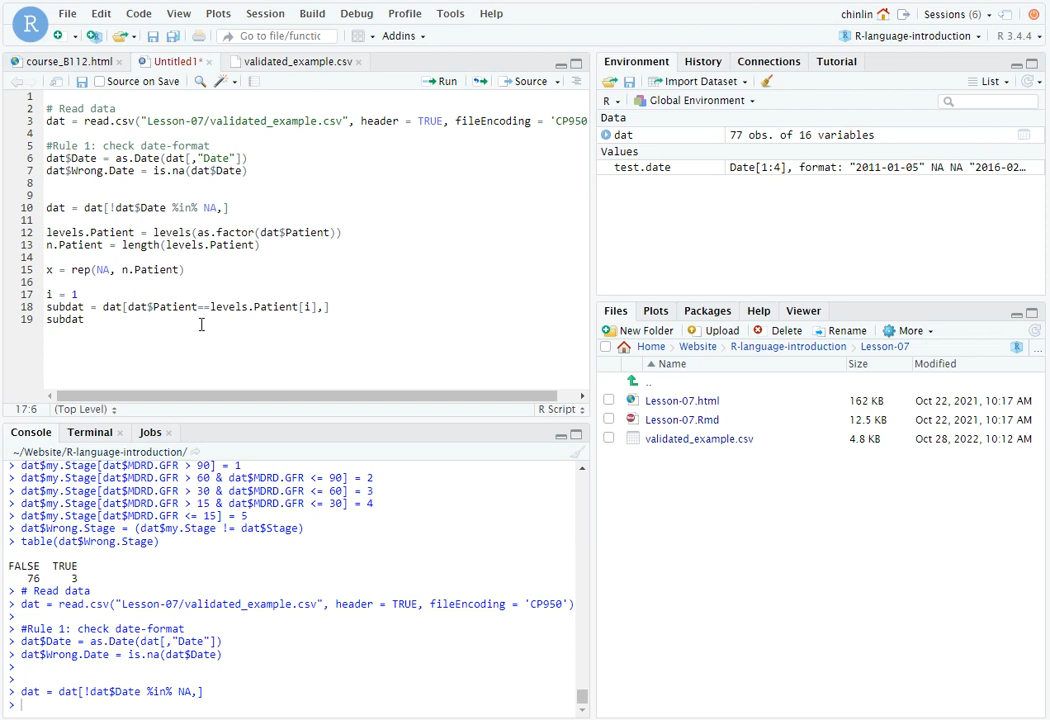 R File Edit Code View Plots Session Build Debug Profile Tools Help chinlin Sessions (6)
Go to file/functic Addins R-language-introduction R 3.4.4
course_B112.html × Untitled1* × validated_example.csv ×
Source on Save Run Source
1
2 # Read data
3 dat = read.csv("Lesson-07/validated_example.csv", header = TRUE, fileEncoding = 'CP950
4
5 #Rule 1: check date-format
6 dat$Date = as.Date(dat[,"Date"])
7 dat$Wrong.Date = is.na(dat$Date)
8
9
10 dat = dat[!dat$Date %in% NA,]
11
12 levels.Patient = levels(as.factor(dat$Patient))
13 n.Patient = length(levels.Patient)
14
15 x = rep(NA, n.Patient)
16
17 i = 1
18 subdat = dat[dat$Patient==levels.Patient[i],]
19 subdat
17:6 (Top Level) R Script
Console Terminal × Jobs ×
~/Website/R-language-introduction/
> dat$my.Stage[dat$MDRD.GFR > 90] = 1
> dat$my.Stage[dat$MDRD.GFR > 60 & dat$MDRD.GFR <= 90] = 2
> dat$my.Stage[dat$MDRD.GFR > 30 & dat$MDRD.GFR <= 60] = 3
> dat$my.Stage[dat$MDRD.GFR > 15 & dat$MDRD.GFR <= 30] = 4
> dat$my.Stage[dat$MDRD.GFR <= 15] = 5
> dat$Wrong.Stage = (dat$my.Stage != dat$Stage)
> table(dat$Wrong.Stage)
FALSE TRUE
76 3
> # Read data
> dat = read.csv("Lesson-07/validated_example.csv", header = TRUE, fileEncoding = 'CP950')
>
> #Rule 1: check date-format
> dat$Date = as.Date(dat[,"Date"])
> dat$Wrong.Date = is.na(dat$Date)
>
>
> dat = dat[!dat$Date %in% NA,]
>
Environment History Connections Tutorial
Import Dataset List
R Global Environment
Data
dat 77 obs. of 16 variables
Values
test.date Date[1:4], format: "2011-01-05" NA NA "2016-02…
Files Plots Packages Help Viewer
New Folder Upload Delete Rename More
Home Website R-language-introduction Lesson-07 ...
Name Size Modified
..
Lesson-07.html 162 KB Oct 22, 2021, 10:17 AM
Lesson-07.Rmd 12.5 KB Oct 22, 2021, 10:17 AM
validated_example.csv 4.8 KB Oct 28, 2022, 10:12 AM